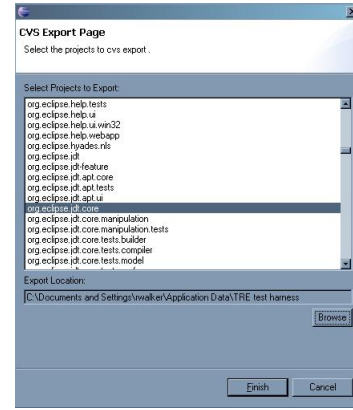 CVS Export Page
Select the projects to cvs export .
Select Projects to Export:
org.eclipse.help.tests
org.eclipse.help.ui
org.eclipse.help.ui.win32
org.eclipse.help.webapp
org.eclipse.hyades.nls
org.eclipse.jdt
org.eclipse.jdt-feature
org.eclipse.jdt.apt.core
org.eclipse.jdt.apt.tests
org.eclipse.jdt.apt.ui
org.eclipse.jdt.core
org.eclipse.jdt.core.manipulation
org.eclipse.jdt.core.manipulation.tests
org.eclipse.jdt.core.tests.builder
org.eclipse.jdt.core.tests.compiler
org.eclipse.jdt.core.tests.model
Export Location:
C:\Documents and Settings\rwalker\Application Data\TRE test harness
Browse
Finish
Cancel